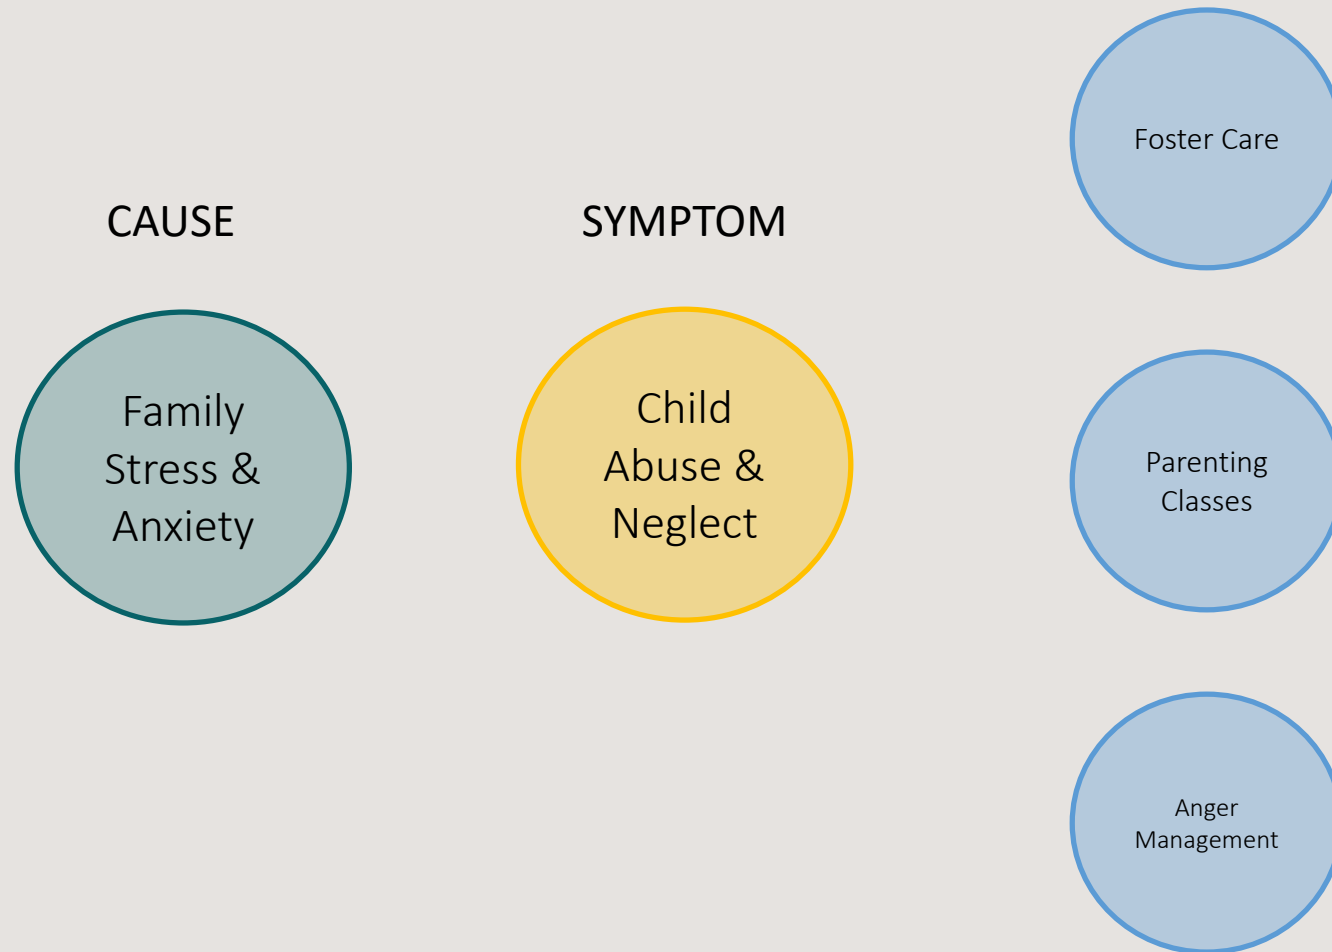 CAUSE
Family
Stress &
Anxiety
SYMPTOM
Child
Abuse &
Neglect
Foster Care
Parenting
Classes
Anger
Management